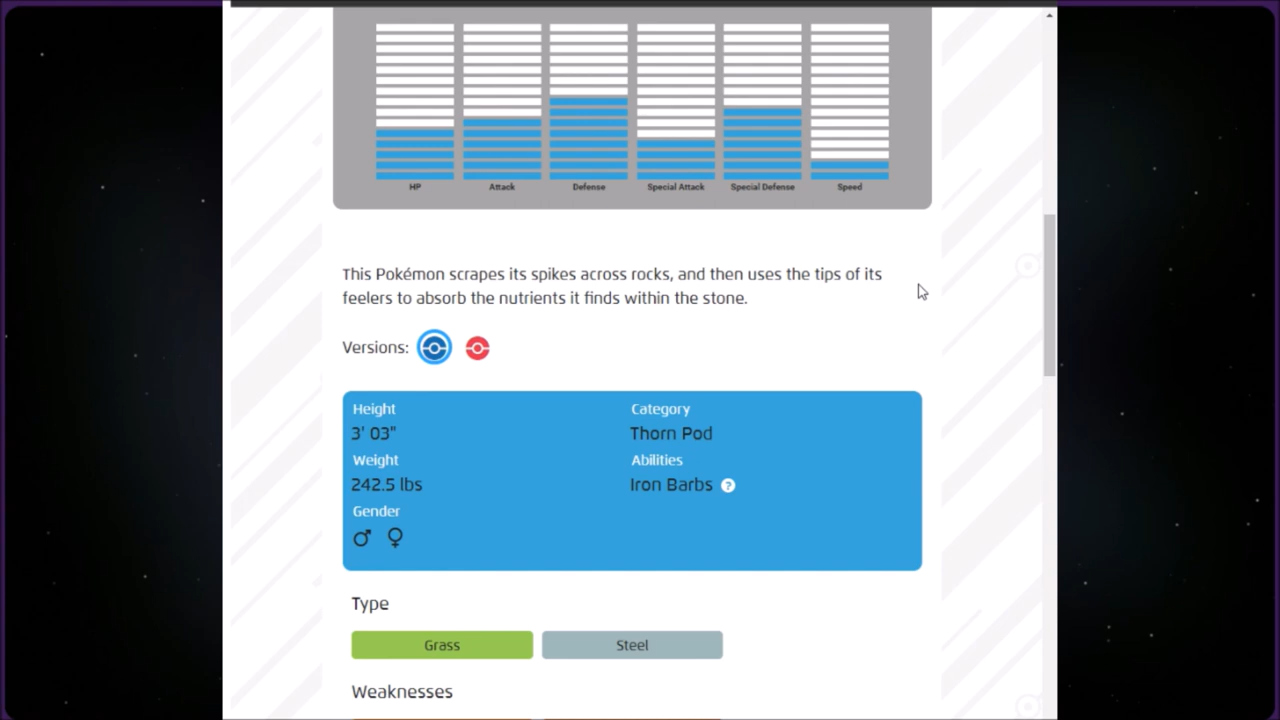 HP Attack Defense Special Attack Special Defense Speed
This Pokémon scrapes its spikes across rocks, and then uses the tips of its
feelers to absorb the nutrients it finds within the stone.
Versions:
Height
3' 03"
Weight
242.5 lbs
Gender
Category
Thorn Pod
Abilities
Iron Barbs ?
Type
Grass Steel
Weaknesses